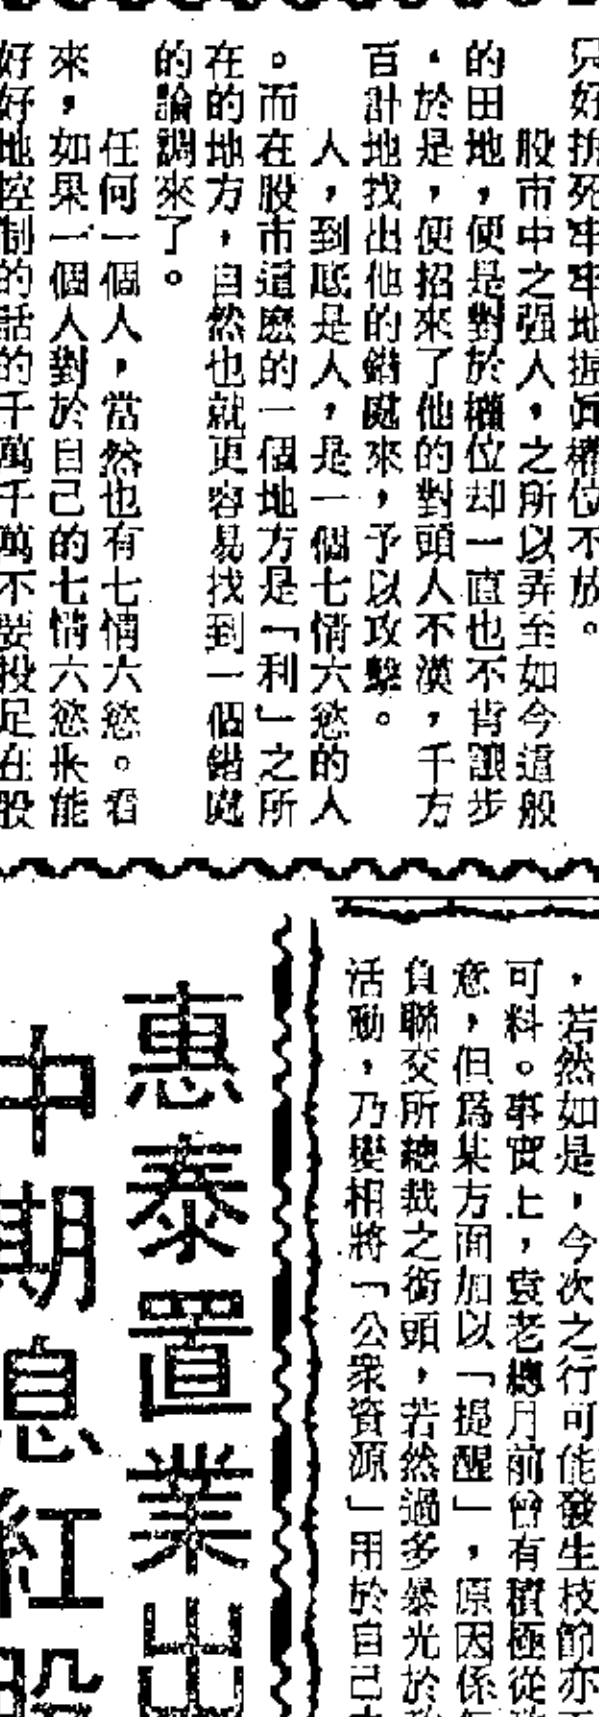 只好拚死牢牢地握真權位不放。
股市中之强人，之所以弄至如今這般
的田地，便是對於權位却一直也不肯讓步
，於是，便招來了他的對頭人不滿，千方
百計地找出他的錯處來，予以攻擊。
人，到底是人，是一個七情六慾的人
。而在股市這麽的一個地方是「利」之所
在的地方，自然也就更容易找到一個錯處
的論調來了。
任何一個人，當然也有七情六慾。看
來，如果一個人對於自己的七情六慾未能
好好地控制的話的千萬千萬不要投足在股
，若然如是，今次之行可能發生枝節亦
可料。事實上，袁老總月前曾有積極從
意，但爲某方面加以「提醒」，原因係
負聯交所總裁之銜頭，若然過多暴光於
活動，乃變相將「公衆資源」用於自己
惠泰置業出
中期息紅股